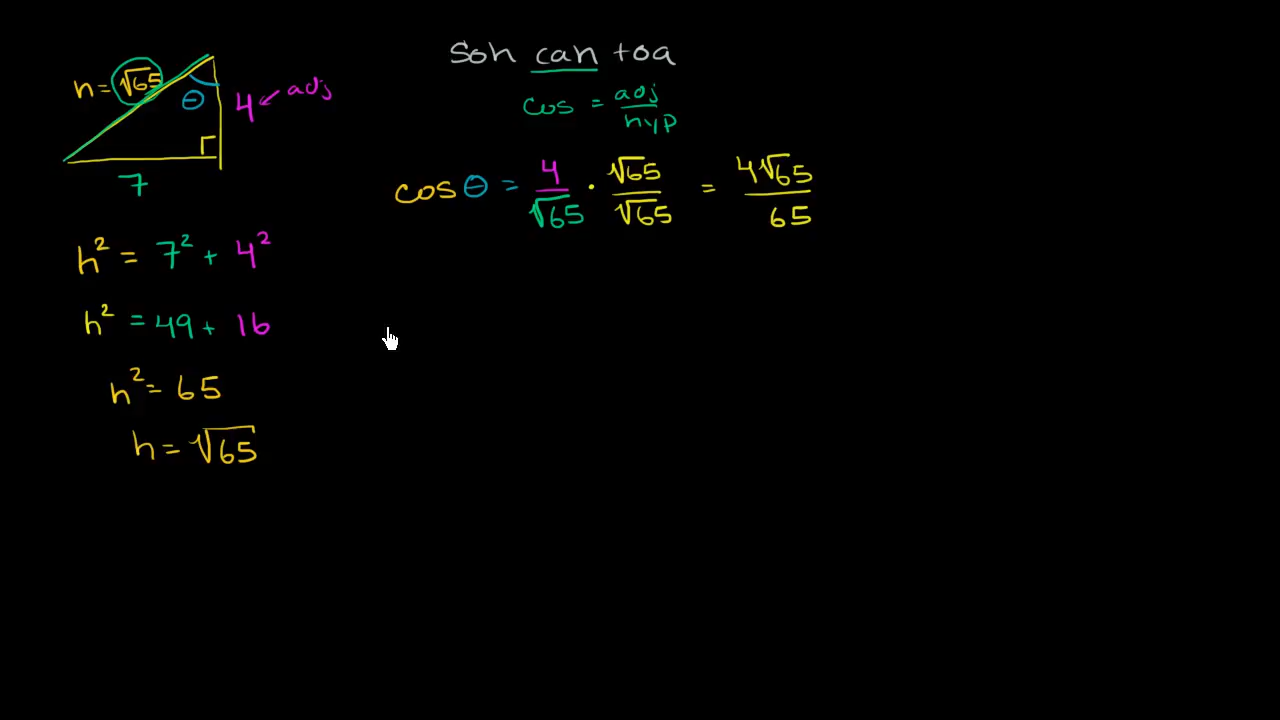 soh cah toa
cos = adj/hyp
h = √65
θ
4 ← adj
7
cos θ = 4/√65 · √65/√65 = 4√65/65
h² = 7² + 4²
h² = 49 + 16
h² = 65
h = √65